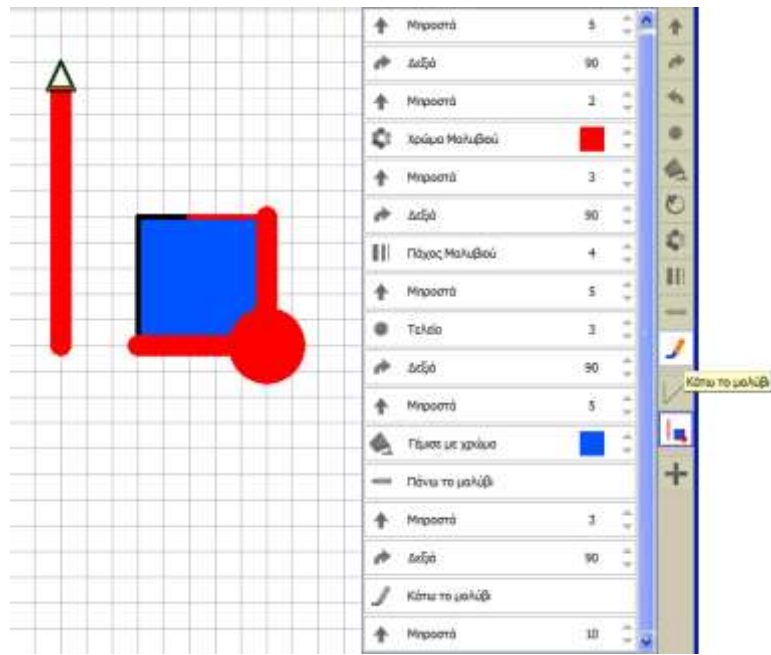 Μπροστά 5
Δεξιά 90
Μπροστά 2
Χρώμα Μολυβιού
Μπροστά 3
Δεξιά 90
Πάχος Μολυβιού 4
Μπροστά 5
Τελεία 3
Δεξιά 90
Μπροστά 5
Γέμισε με χρώμα
Πάνω το μολύβι
Μπροστά 3
Δεξιά 90
Κάτω το μολύβι
Μπροστά 10
Κάτω το μολύβι